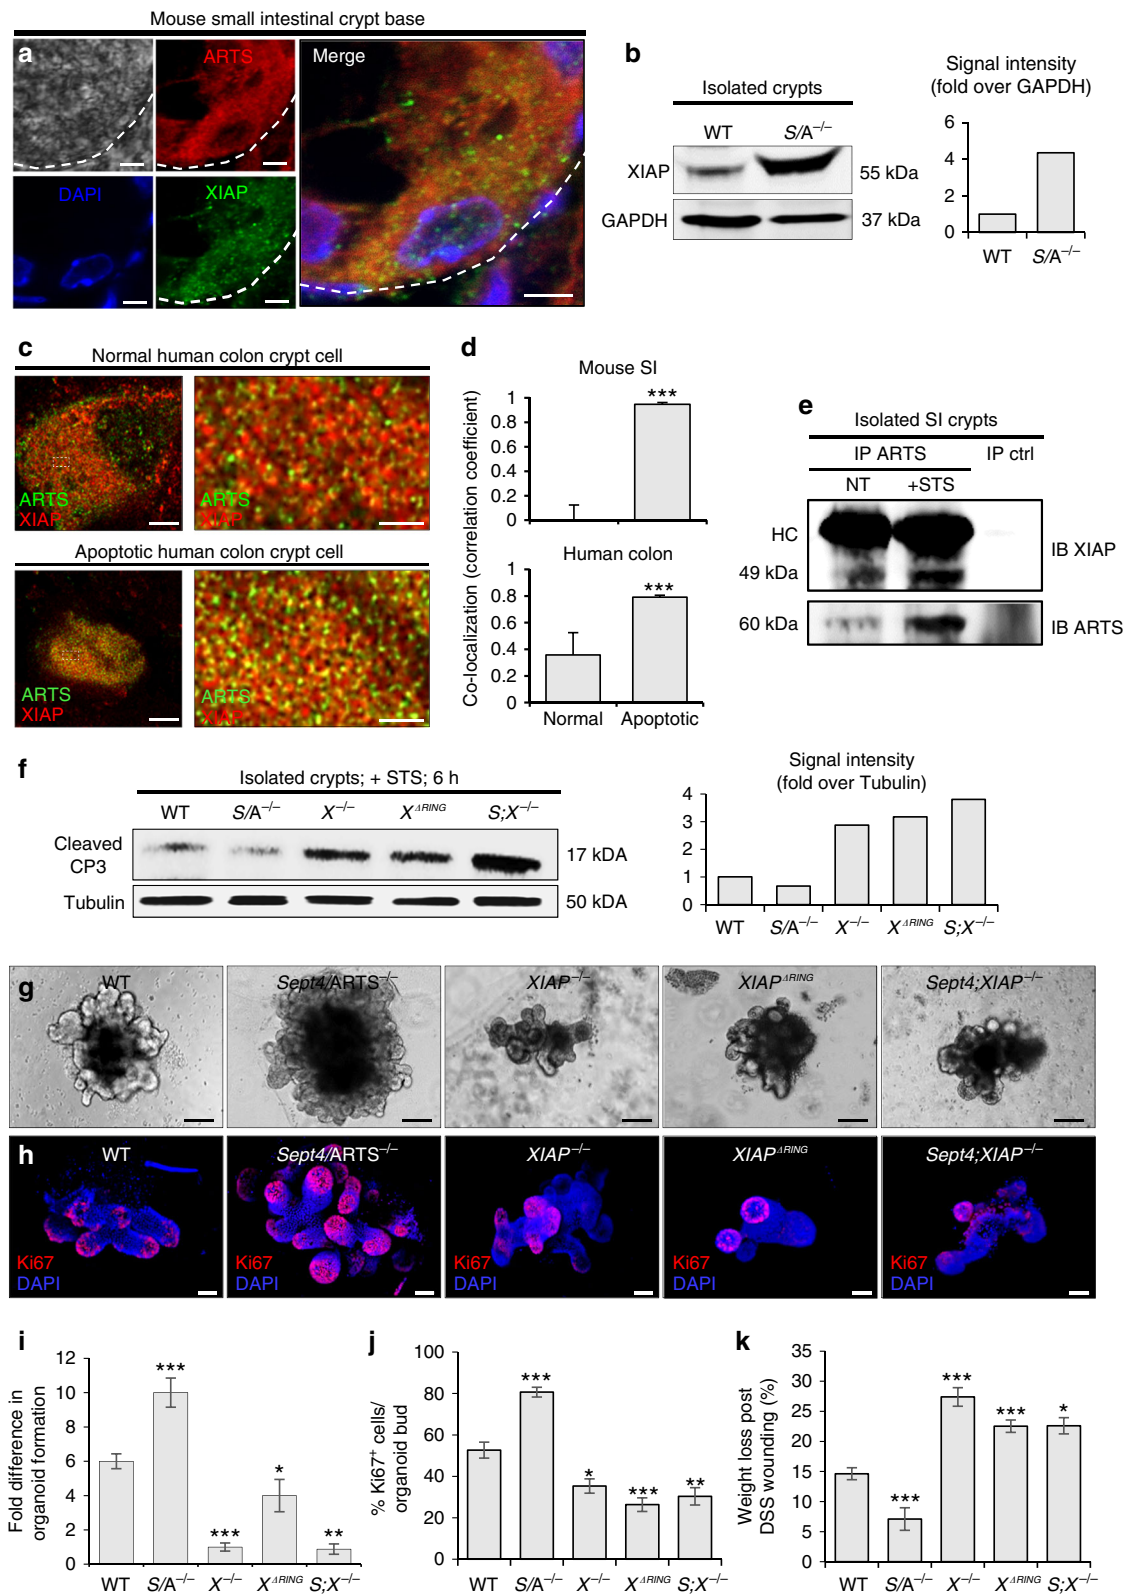 Mouse small intestinal crypt base
a
ARTS
Merge
DAPI
XIAP
b
Isolated crypts
WT S/A−/−
XIAP
55 kDa
GAPDH
37 kDa
Signal intensity
(fold over GAPDH)
6
4
2
0
WT S/A−/−
c
Normal human colon crypt cell
ARTS
XIAP
ARTS
XIAP
Apoptotic human colon crypt cell
ARTS
XIAP
ARTS
XIAP
d
Co-localization (correlation coefficient)
Mouse SI
***
1
0.8
0.6
0.4
0.2
0
Human colon
***
1
0.8
0.6
0.4
0.2
0
Normal Apoptotic
e
Isolated SI crypts
IP ARTS IP ctrl
NT +STS
HC
49 kDa
IB XIAP
60 kDa
IB ARTS
f
Isolated crypts; + STS; 6 h
WT S/A−/− X−/− XΔRING S;X−/−
Cleaved
CP3
17 kDA
Tubulin
50 kDA
Signal intensity
(fold over Tubulin)
4
3
2
1
0
WT S/A−/− X−/− XΔRING S;X−/−
g
WT
Sept4/ARTS−/−
XIAP−/−
XIAPΔRING
Sept4;XIAP−/−
h
WT
Sept4/ARTS−/−
XIAP−/−
XIAPΔRING
Sept4;XIAP−/−
Ki67
DAPI
Ki67
DAPI
Ki67
DAPI
Ki67
DAPI
Ki67
DAPI
i
Fold difference in
organoid formation
12
10
8
6
4
2
0
***
***
*
**
WT S/A−/− X−/− XΔRING S;X−/−
j
% Ki67+ cells/
organoid bud
100
80
60
40
20
0
***
*
***
**
WT S/A−/− X−/− XΔRING S;X−/−
k
Weight loss post
DSS wounding (%)
35
30
25
20
15
10
5
0
***
***
***
*
WT S/A−/− X−/− XΔRING S;X−/−